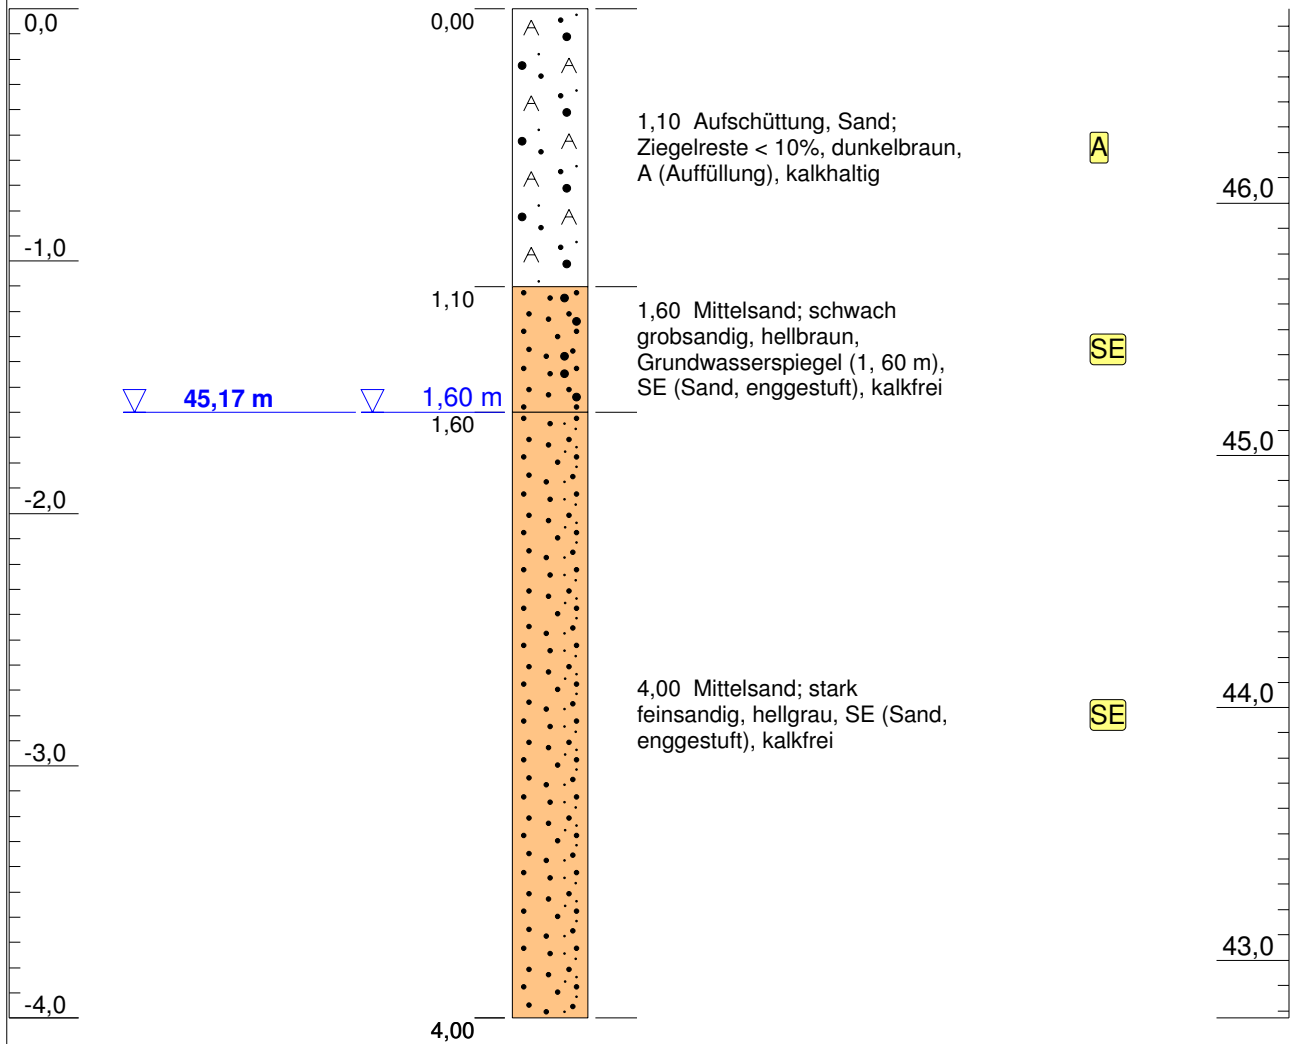 0,0
0,00
1,10 Aufschüttung, Sand;
Ziegelreste < 10%, dunkelbraun,
A (Auffüllung), kalkhaltig
A
46,0
-1,0
1,10
1,60 Mittelsand; schwach
grobsandig, hellbraun,
Grundwasserspiegel (1, 60 m),
SE (Sand, enggestuft), kalkfrei
SE
45,17 m
1,60 m
1,60
45,0
-2,0
4,00 Mittelsand; stark
feinsandig, hellgrau, SE (Sand,
enggestuft), kalkfrei
SE
44,0
-3,0
43,0
-4,0
4,00